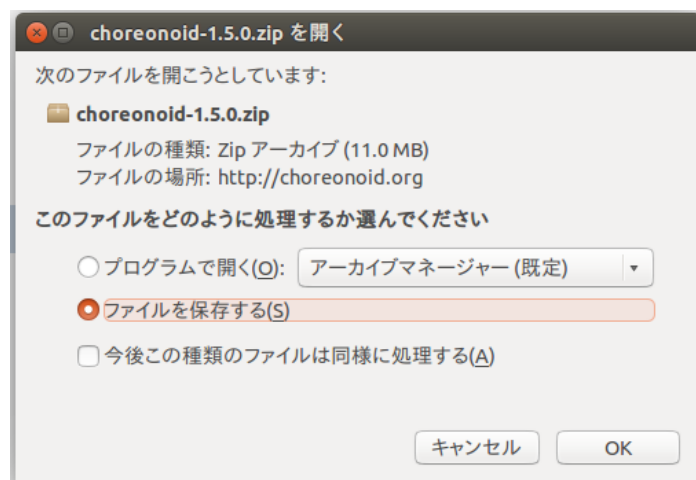 choreonoid-1.5.0.zip を開く
次のファイルを開こうとしています:
choreonoid-1.5.0.zip
ファイルの種類: Zip アーカイブ (11.0 MB)
ファイルの場所: http://choreonoid.org
このファイルをどのように処理するか選んでください
プログラムで開く(O): アーカイブマネージャー (既定)
ファイルを保存する(S)
今後この種類のファイルは同様に処理する(A)
キャンセル OK